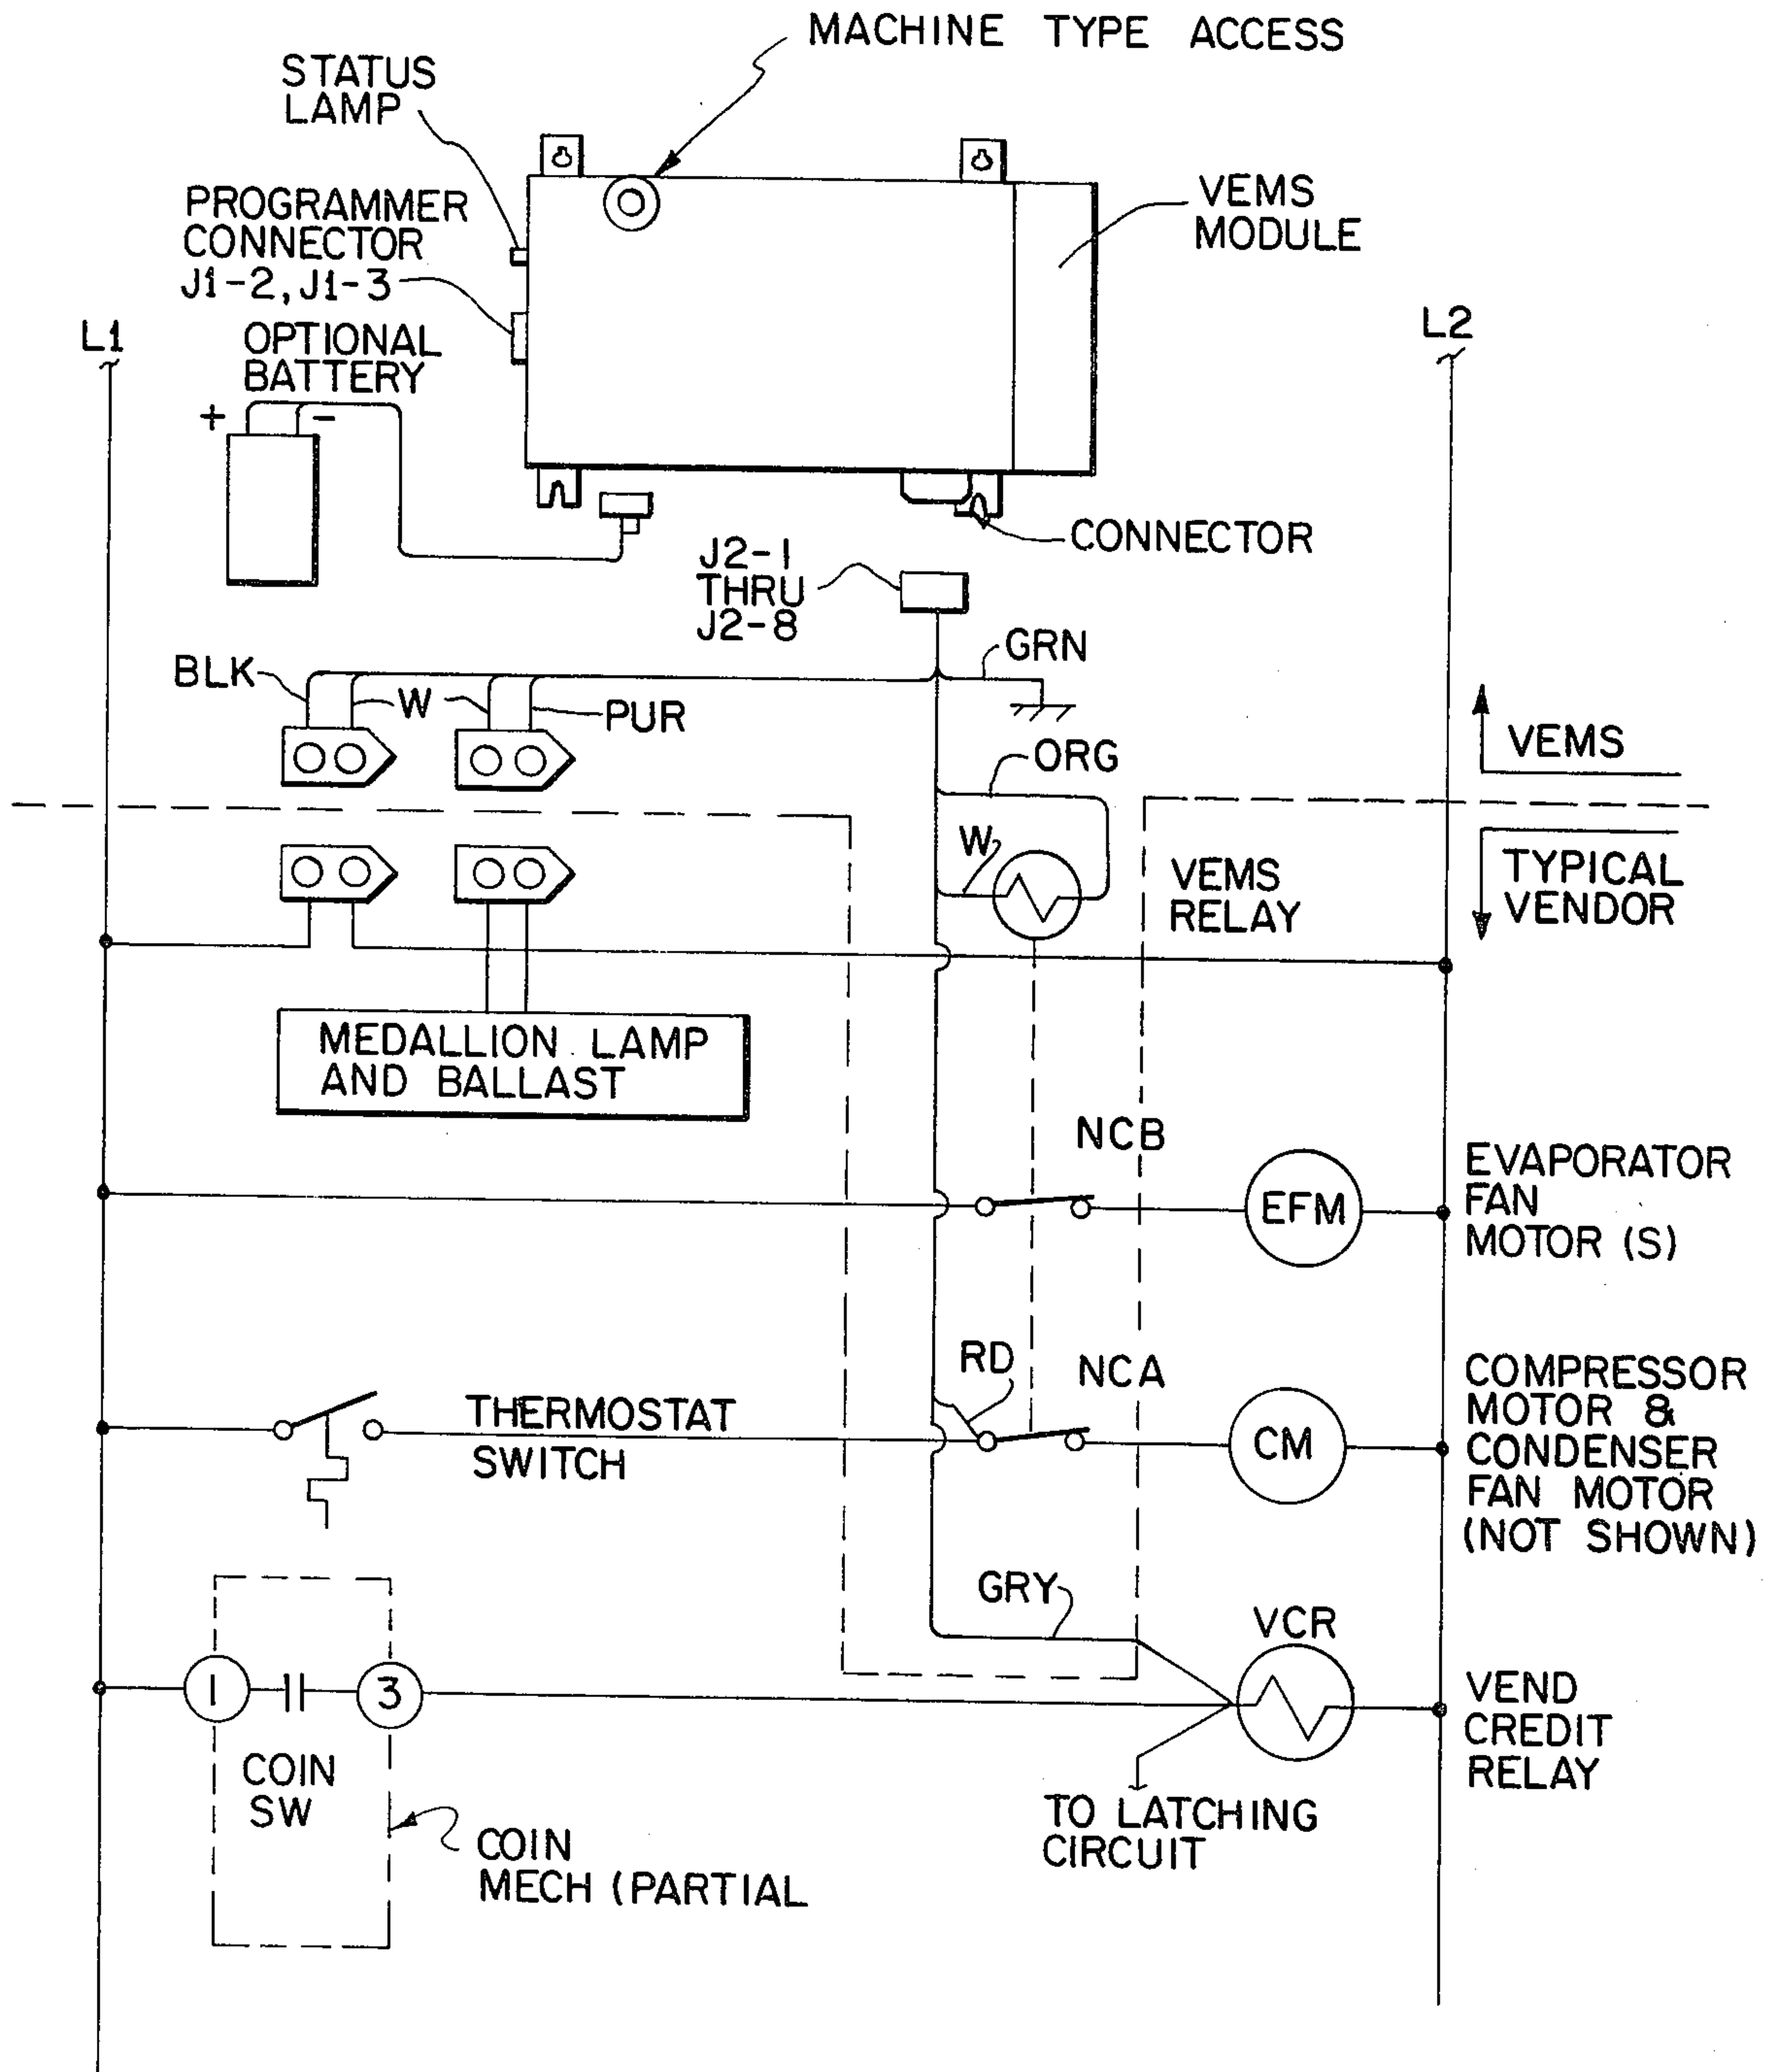 MACHINE TYPE ACCESS
STATUS
LAMP
PROGRAMMER
CONNECTOR
J1-2, J1-3
VEMS
MODULE
L1
OPTIONAL
BATTERY
L2
+
-
CONNECTOR
J2-1
THRU
J2-8
GRN
BLK
W
PUR
ORG
VEMS
W
VEMS
RELAY
TYPICAL
VENDOR
MEDALLION LAMP
AND BALLAST
NCB
EFM
EVAPORATOR
FAN
MOTOR (S)
RD
NCA
THERMOSTAT
SWITCH
CM
COMPRESSOR
MOTOR &
CONDENSER
FAN MOTOR
(NOT SHOWN)
GRY
VCR
1
3
VEND
CREDIT
RELAY
COIN
SW
TO LATCHING
CIRCUIT
COIN
MECH (PARTIAL